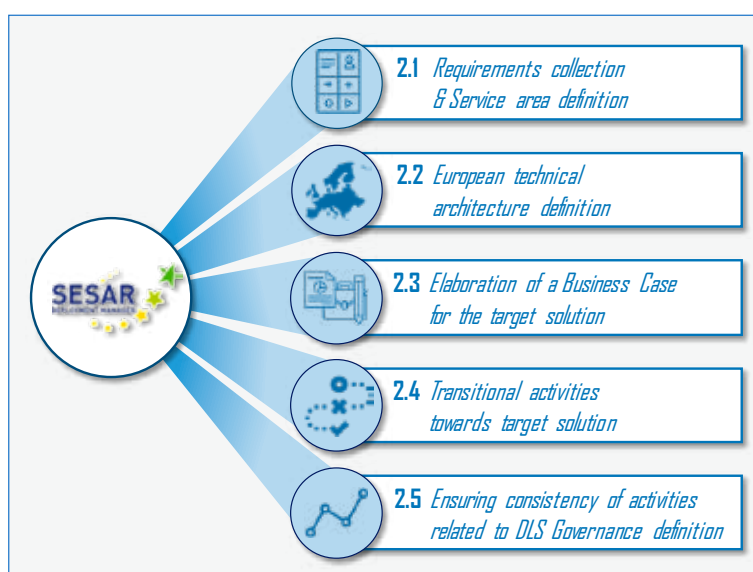 2.1 Requirements collection
& Service area definition
2.2 European technical
architecture definition
SESAR
DEPLOYMENT MANAGER
2.3 Elaboration of a Business Case
for the target solution
2.4 Transitional activities
towards target solution
2.5 Ensuring consistency of activities
related to DLS Governance definition